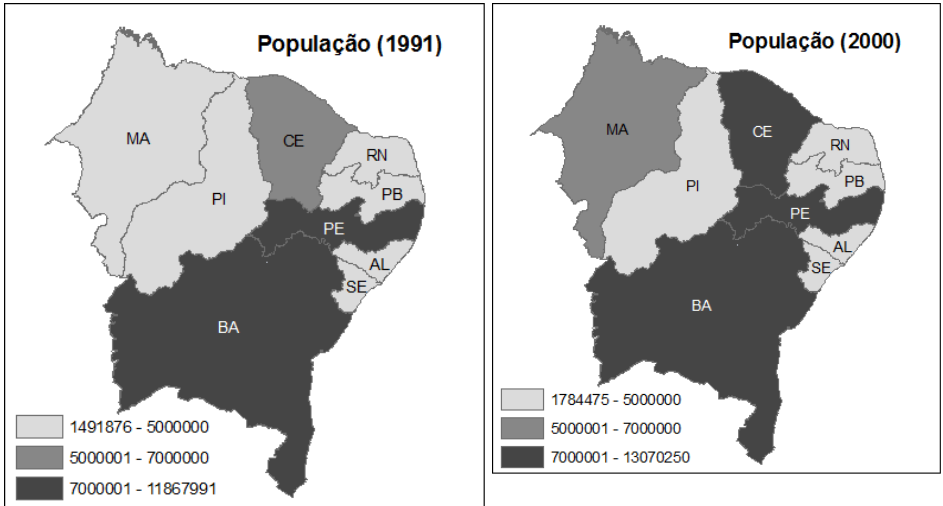 População (1991)
MA
CE
RN
PB
PI
PE
AL
SE
BA
1491876 - 5000000
5000001 - 7000000
7000001 - 11867991
População (2000)
MA
CE
RN
PB
PI
PE
AL
SE
BA
1784475 - 5000000
5000001 - 7000000
7000001 - 13070250